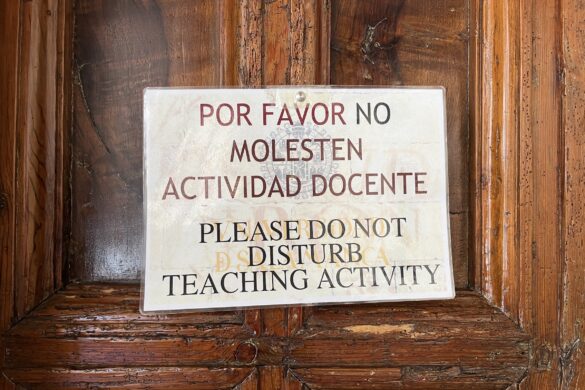 POR FAVOR NO
MOLESTEN
ACTIVIDAD DOCENTE
PLEASE DO NOT
DISTURB
TEACHING ACTIVITY